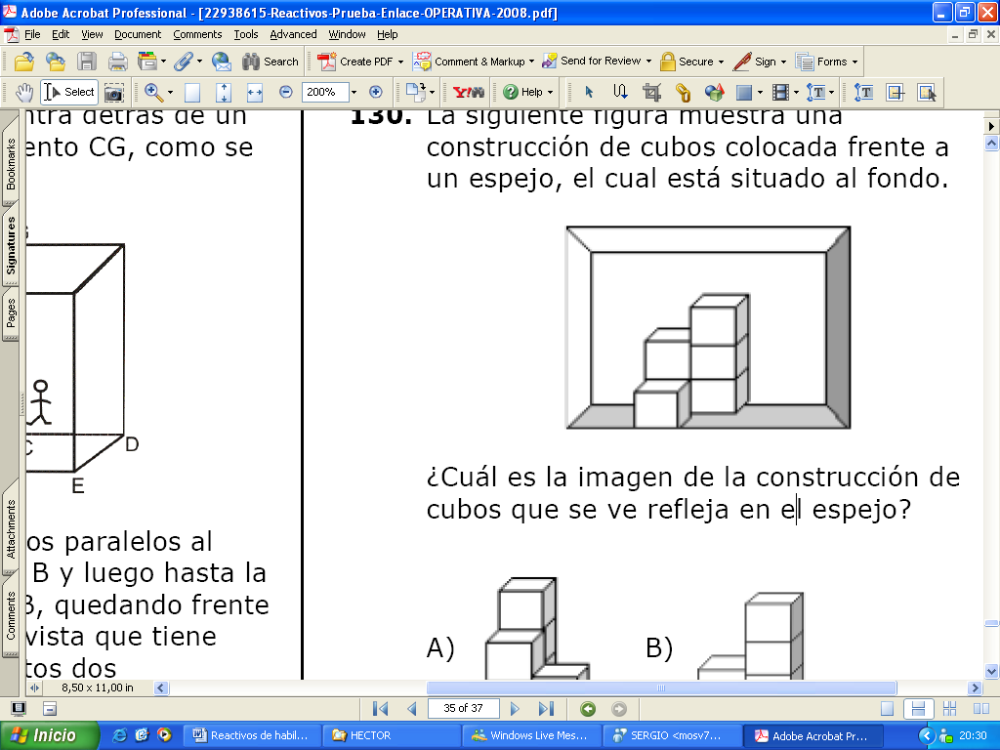 Adobe Acrobat Professional - [22938615-Reactivos-Prueba-Enlace-OPERATIVA-2008.pdf]
File Edit View Document Comments Tools Advanced Window Help
Search Create PDF Comment & Markup Send for Review Secure Sign Forms
Select 200% Y! Help
Bookmarks
Signatures
Pages
Attachments
Comments
ntra detrás de un
ento CG, como se
D
E
os paralelos al
B y luego hasta la
B, quedando frente
vista que tiene
tos dos
130. La siguiente figura muestra una
construcción de cubos colocada frente a
un espejo, el cual está situado al fondo.
¿Cuál es la imagen de la construcción de
cubos que se ve refleja en el espejo?
A) B)
8,50 x 11,00 in
35 of 37
Inicio Reactivos de habil... HECTOR Windows Live Mes... SERGIO <mosv7... Adobe Acrobat Pr... 20:30